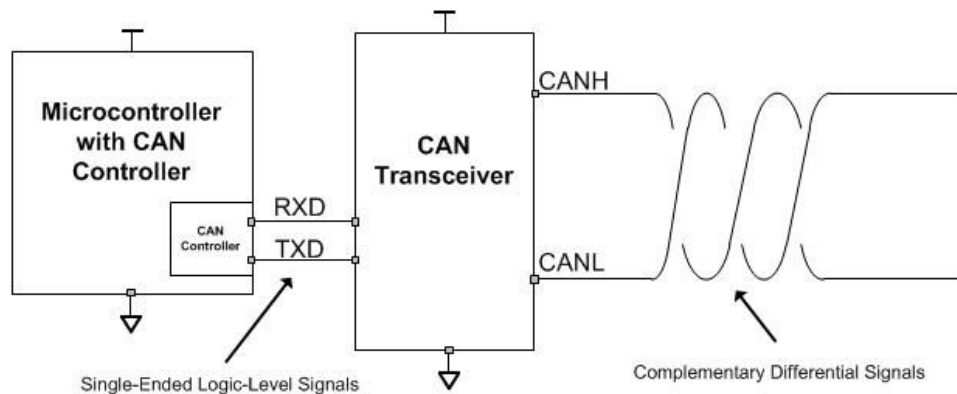 Microcontroller
with CAN
Controller
CAN
Controller
RXD
TXD
CAN
Transceiver
CANH
CANL
Single-Ended Logic-Level Signals
Complementary Differential Signals